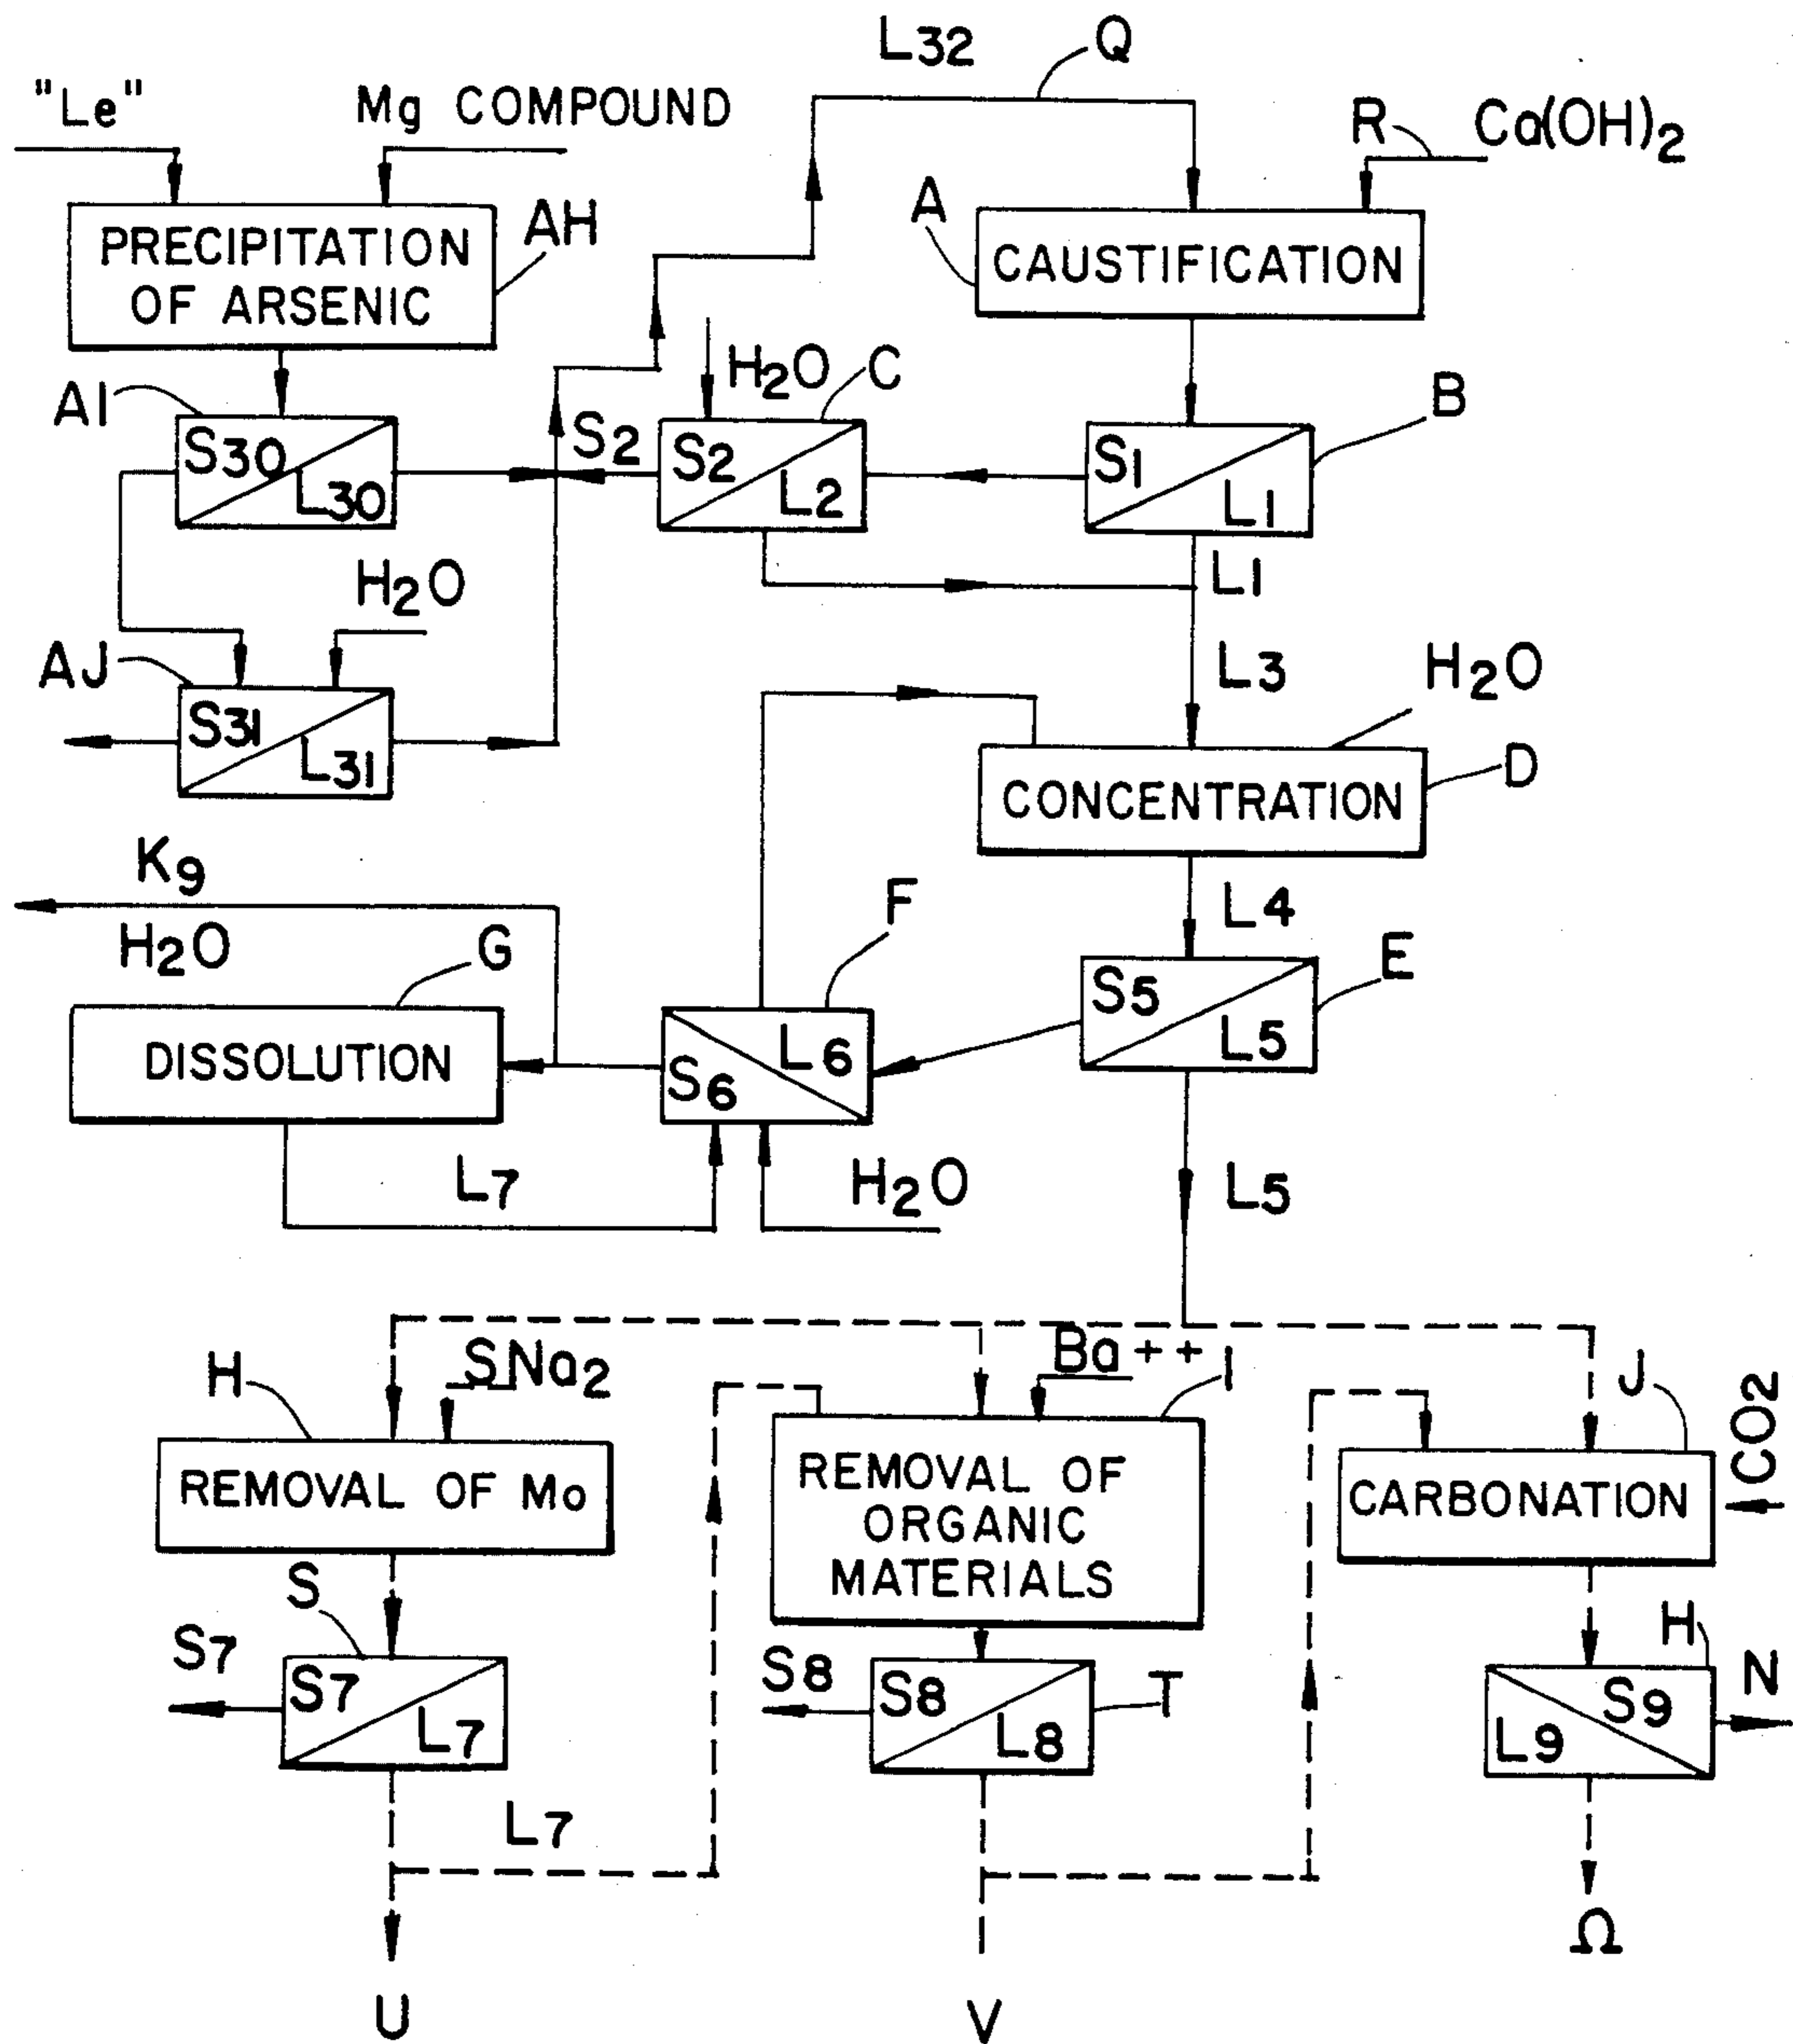 L32
Q
"Le"
Mg COMPOUND
R
Ca(OH)2
PRECIPITATION
OF ARSENIC
AH
A
CAUSTIFICATION
AI
S30
L30
S2
H2O
C
S2
L2
S1
L1
B
H2O
L1
AJ
S31
L31
L3
H2O
CONCENTRATION
D
K9
H2O
G
F
L4
DISSOLUTION
S6
L6
S5
L5
E
L7
H2O
L5
H
SNa2
Ba++
I
J
CO2
REMOVAL OF Mo
REMOVAL OF
ORGANIC
MATERIALS
CARBONATION
S
S7
S7
L7
S8
S8
L8
T
H
S9
L9
N
L7
U
V
Ω